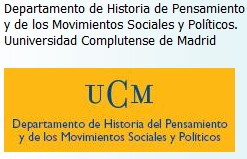 Departamento de Historia de Pensamiento
y de los Movimientos Sociales y Políticos.
Uuniversidad Complutense de Madrid
UCM
Departamento de Historia del Pensamiento
y de los Movimientos Sociales y Políticos